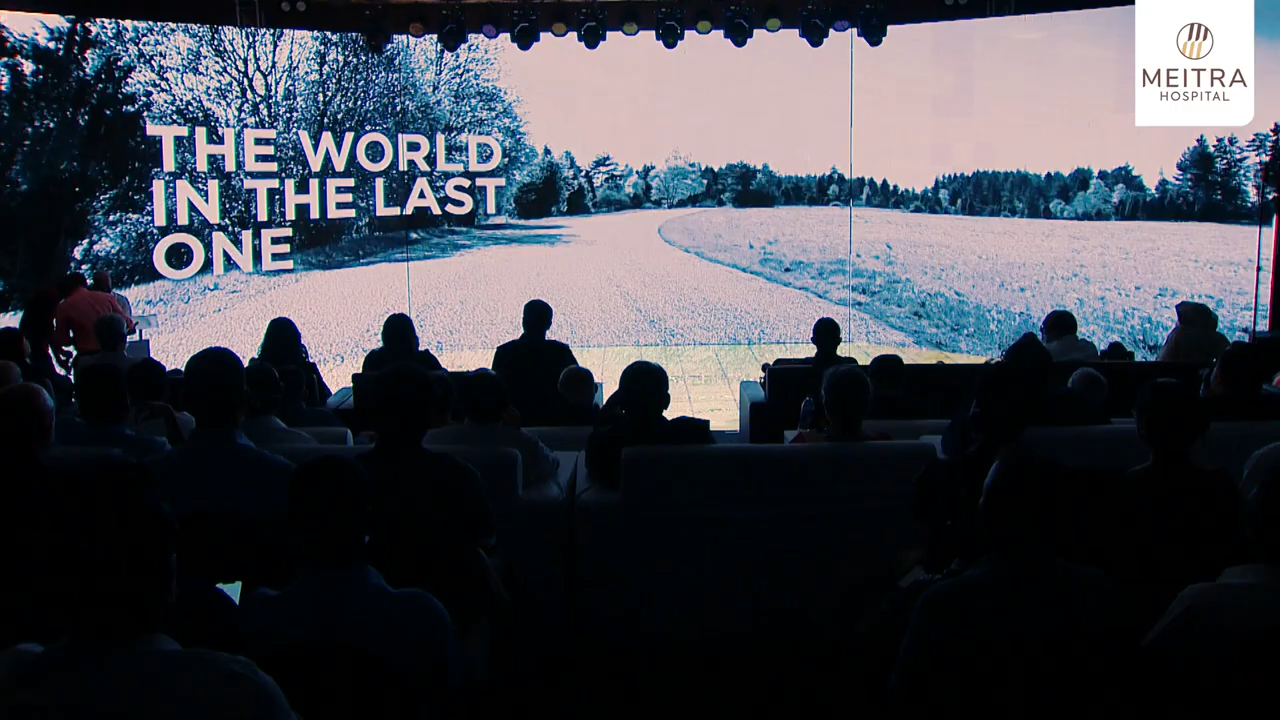 THE WORLD
IN THE LAST
ONE
MEITRA
HOSPITAL